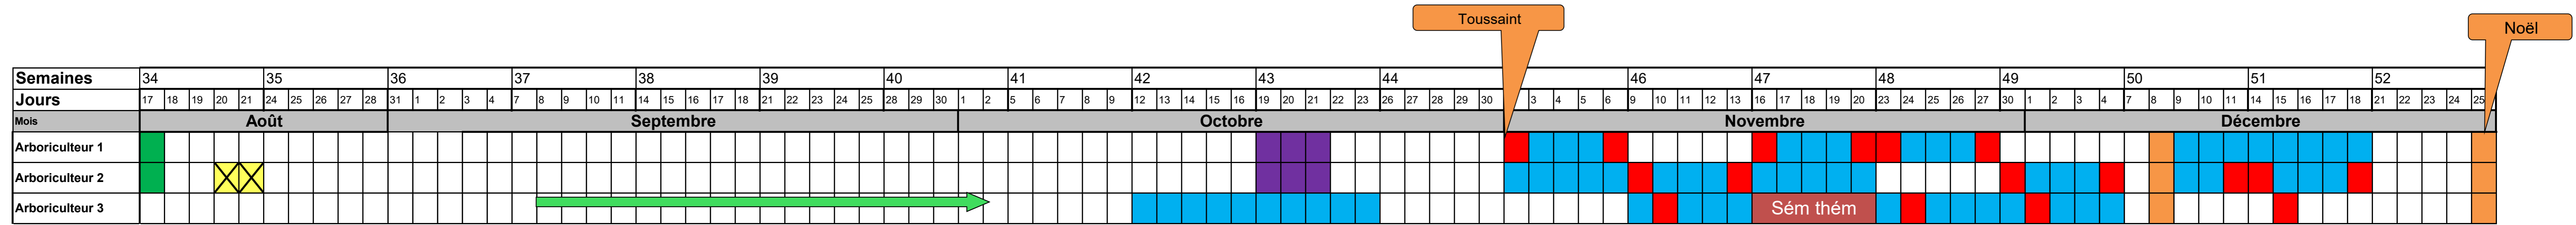 Toussaint
Noël
Semaines 34 35 36 37 38 39 40 41 42 43 44 46 47 48 49 50 51 52
Jours 17 18 19 20 21 24 25 26 27 28 31 1 2 3 4 7 8 9 10 11 14 15 16 17 18 21 22 23 24 25 28 29 30 1 2 5 6 7 8 9 12 13 14 15 16 19 20 21 22 23 26 27 28 29 30 3 4 5 6 9 10 11 12 13 16 17 18 19 20 23 24 25 26 27 30 1 2 3 4 7 8 9 10 11 14 15 16 17 18 21 22 23 24 25
Mois Août Septembre Octobre Novembre Décembre
Arboriculteur 1
Arboriculteur 2
Arboriculteur 3 Sém thém